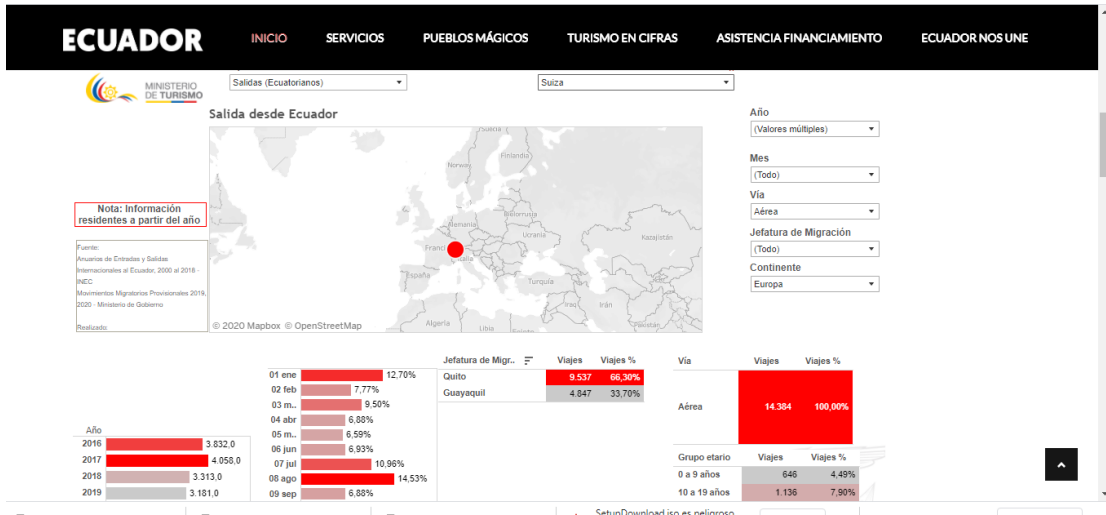 ECUADOR
INICIO SERVICIOS PUEBLOS MÁGICOS TURISMO EN CIFRAS ASISTENCIA FINANCIAMIENTO ECUADOR NOS UNE
MINISTERIO
DE TURISMO
Salidas (Ecuatorianos)
Suiza
Salida desde Ecuador
Nota: Información
residentes a partir del año
Fuente:
Anuarios de Entradas y Salidas
Internacionales al Ecuador, 2000 al 2018 -
INEC
Movimientos Migratorios Provisionales 2019,
2020 - Ministerio de Gobierno
Realizado:
Suecia
Finlandia
Norway
Bielorrusia
Alemania
Ucrania
Kazajistán
Franci
Italia
España
Turquía
Iraq
Irán
Argelia
Libia
Pakistán
© 2020 Mapbox © OpenStreetMap
Año
(Valores múltiples)
Mes
(Todo)
Vía
Aérea
Jefatura de Migración
(Todo)
Continente
Europa
Año
2016 3.832,0
2017 4.058,0
2018 3.313,0
2019 3.181,0
01 ene 12,70%
02 feb 7,77%
03 m.. 9,50%
04 abr 6,88%
05 m.. 6,59%
06 jun 6,93%
07 jul 10,96%
08 ago 14,53%
09 sep 6,88%
Jefatura de Migr.. Viajes Viajes %
Quito 9.537 66,30%
Guayaquil 4.847 33,70%
Vía Viajes Viajes %
Aérea 14.384 100,00%
Grupo etario Viajes Viajes %
0 a 9 años 646 4,49%
10 a 19 años 1.136 7,90%
SetupDownload.iso es peligroso